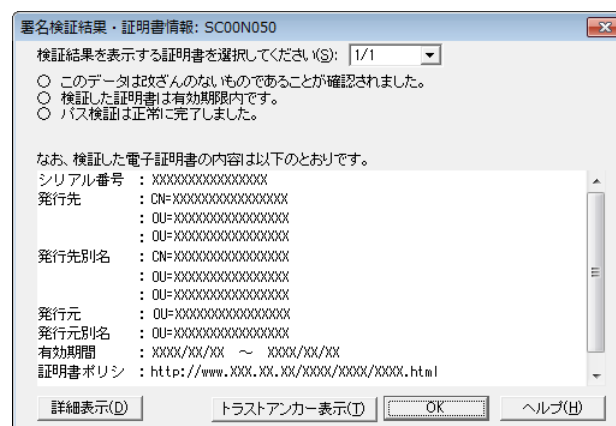 署名検証結果・証明書情報: SC00N050
検証結果を表示する証明書を選択してください(S): 1/1
○ このデータは改ざんのないものであることが確認されました。
○ 検証した証明書は有効期限内です。
○ パス検証は正常に完了しました。
なお、検証した電子証明書の内容は以下のとおりです。
シリアル番号 : XXXXXXXXXXXXXXXX
発行先 : CN=XXXXXXXXXXXXXXXX
: OU=XXXXXXXXXXXXXXXX
: OU=XXXXXXXXXXXXXXXX
発行先別名 : CN=XXXXXXXXXXXXXXXX
: OU=XXXXXXXXXXXXXXXX
: OU=XXXXXXXXXXXXXXXX
発行元 : OU=XXXXXXXXXXXXXXXX
発行元別名 : OU=XXXXXXXXXXXXXXXX
有効期間 : XXXX/XX/XX ～ XXXX/XX/XX
証明書ポリシ : http://www.XXX.XX.XX/XXXX/XXXX/XXXX.html
詳細表示(D) トラストアンカー表示(T) OK ヘルプ(H)